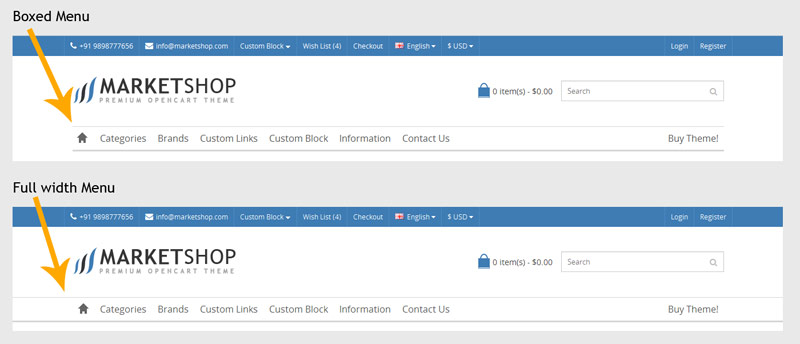 Boxed Menu
+91 9898777656 info@marketshop.com Custom Block Wish List (4) Checkout English $ USD Login Register
MARKETSHOP
PREMIUM OPENCART THEME
0 item(s) - $0.00 Search
Categories Brands Custom Links Custom Block Information Contact Us Buy Theme!
Full width Menu
+91 9898777656 info@marketshop.com Custom Block Wish List (4) Checkout English $ USD Login Register
MARKETSHOP
PREMIUM OPENCART THEME
0 item(s) - $0.00 Search
Categories Brands Custom Links Custom Block Information Contact Us Buy Theme!